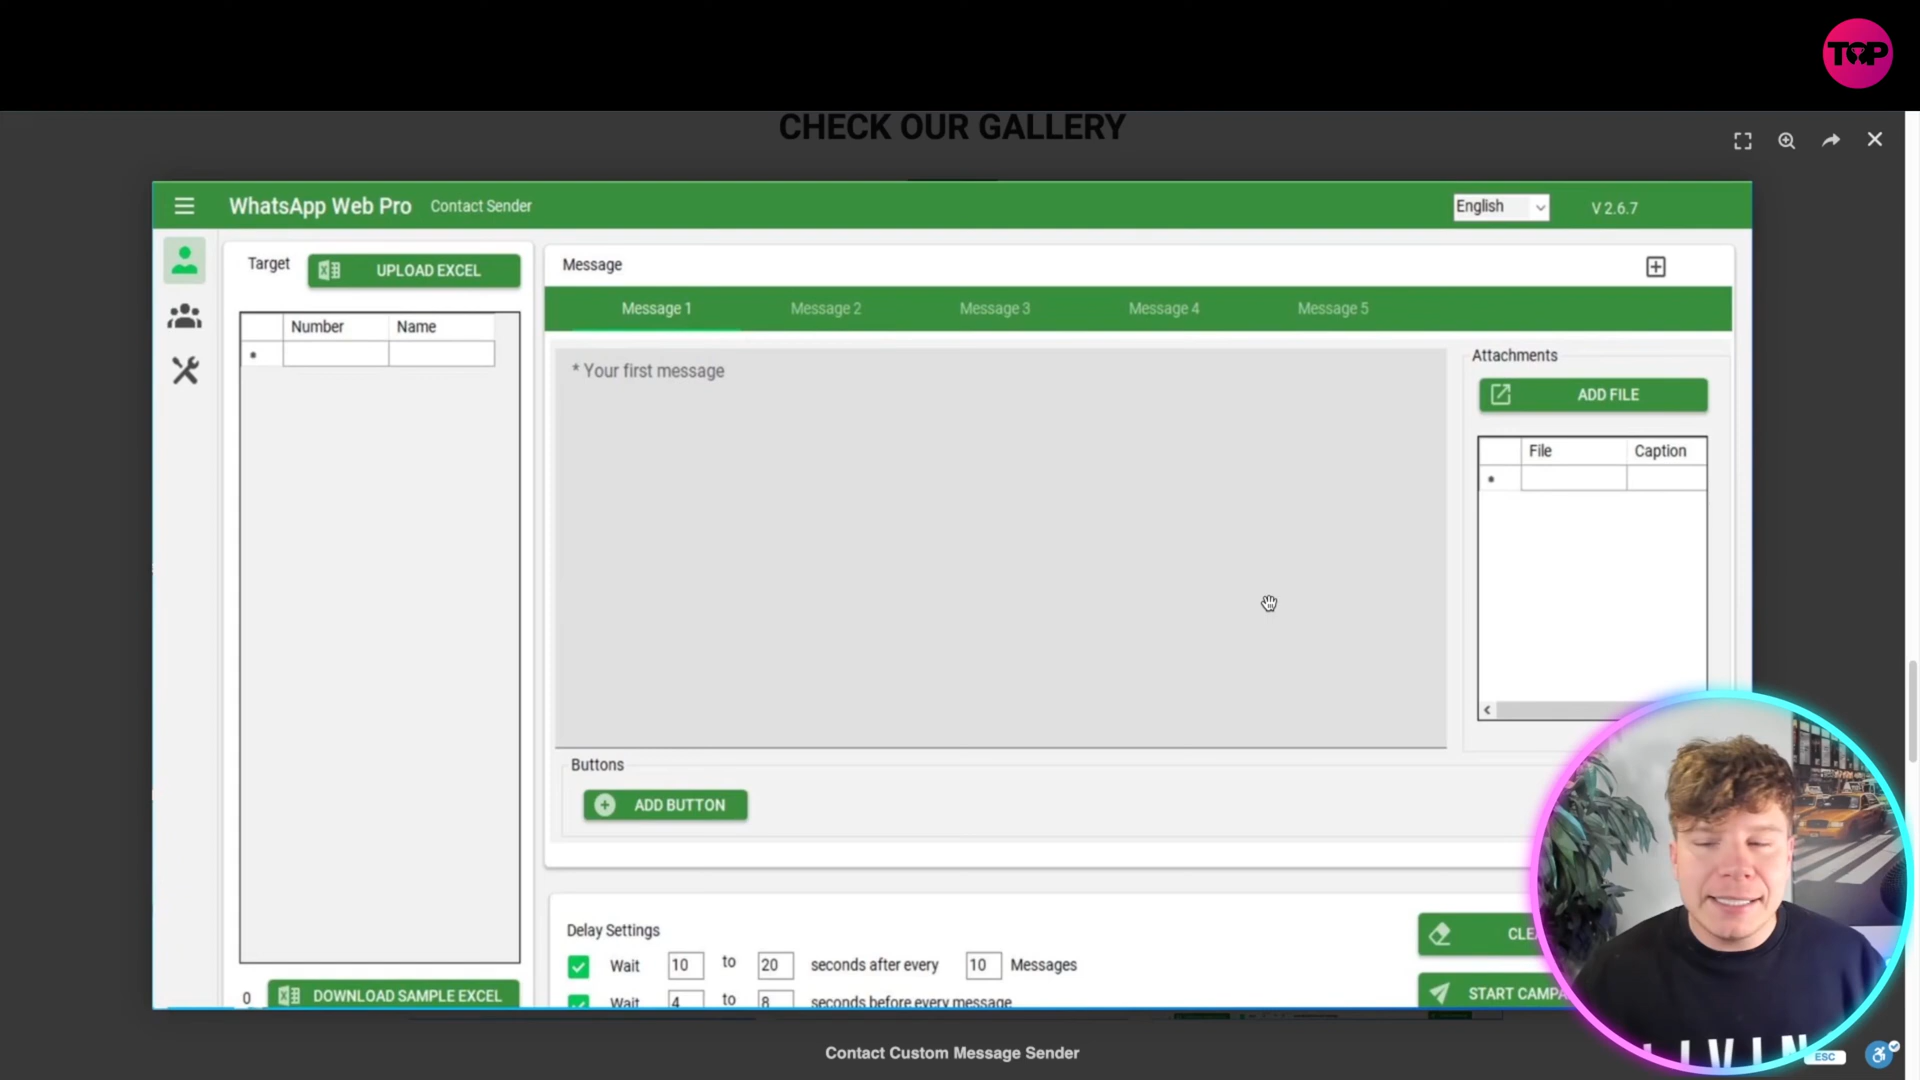 TOP
CHECK OUR GALLERY
WhatsApp Web Pro Contact Sender English V 2.6.7
Target UPLOAD EXCEL
Number Name
*
Message
Message 1 Message 2 Message 3 Message 4 Message 5
* Your first message
Attachments
ADD FILE
File Caption
*
Buttons
ADD BUTTON
Delay Settings
Wait 10 to 20 seconds after every 10 Messages
Wait 4 to 8 seconds before every message
CLE
START CAMPA
0 DOWNLOAD SAMPLE EXCEL
Contact Custom Message Sender
LIVIN
ESC